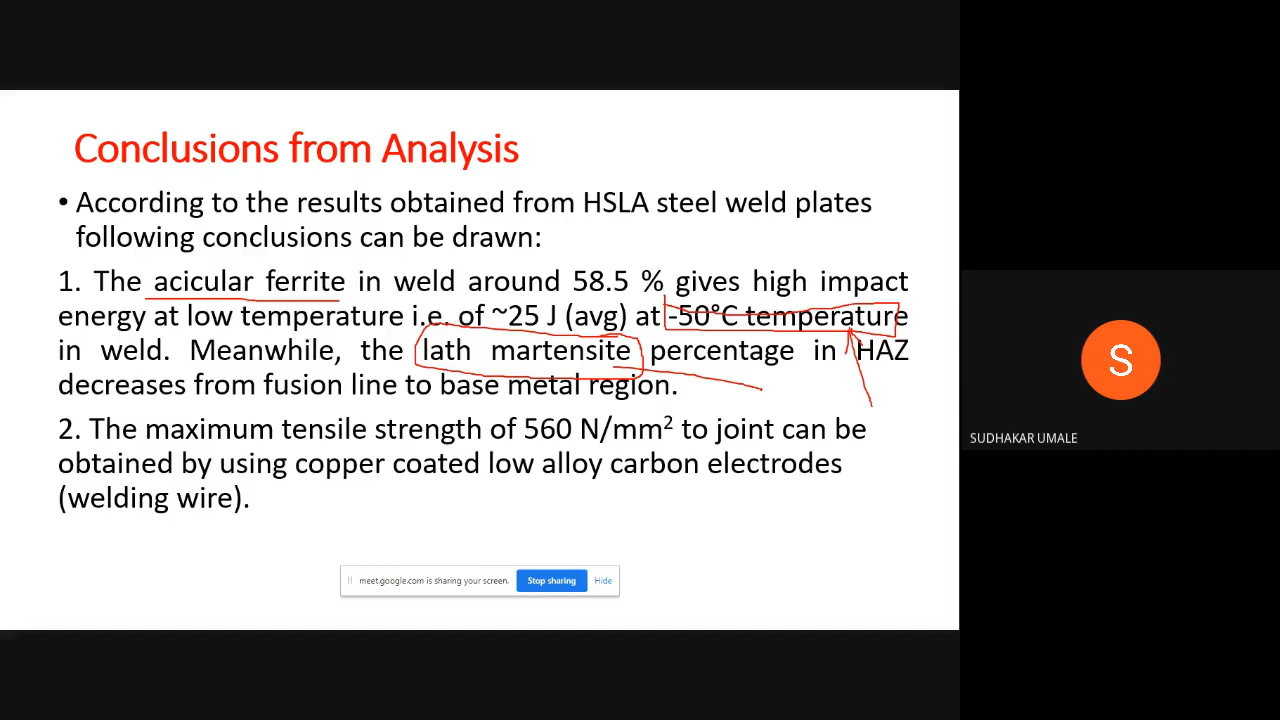 Conclusions from Analysis
• According to the results obtained from HSLA steel weld plates
following conclusions can be drawn:
1. The acicular ferrite in weld around 58.5 % gives high impact
energy at low temperature i.e. of ~25 J (avg) at -50°C temperature
in weld. Meanwhile, the lath martensite percentage in HAZ
decreases from fusion line to base metal region.
2. The maximum tensile strength of 560 N/mm² to joint can be
obtained by using copper coated low alloy carbon electrodes
(welding wire).
meet.google.com is sharing your screen. Stop sharing Hide
S
SUDHAKAR UMALE